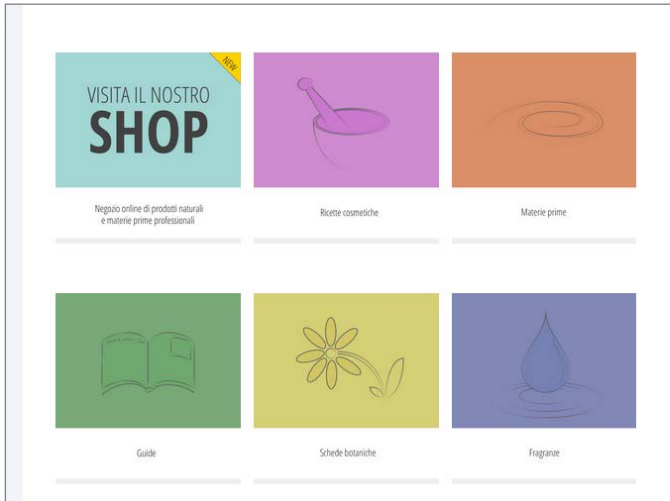 NEW
VISITA IL NOSTRO
SHOP
Negozio online di prodotti naturali
e materie prime professionali
Ricette cosmetiche
Materie prime
Guide
Schede botaniche
Fragranze